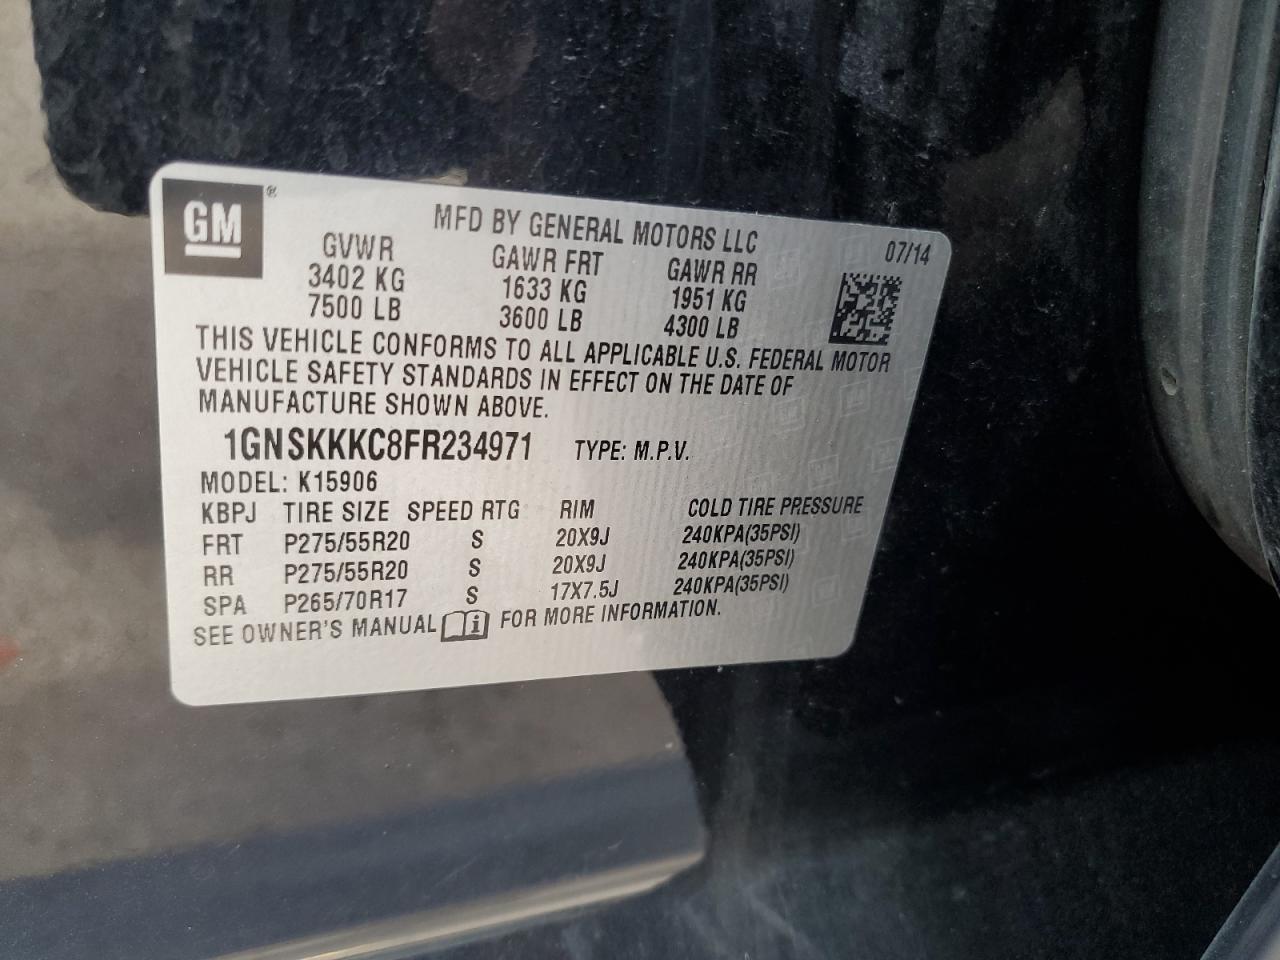 GM ®
MFD BY GENERAL MOTORS LLC 07/14
GVWR GAWR FRT GAWR RR
3402 KG 1633 KG 1951 KG
7500 LB 3600 LB 4300 LB
THIS VEHICLE CONFORMS TO ALL APPLICABLE U.S. FEDERAL MOTOR
VEHICLE SAFETY STANDARDS IN EFFECT ON THE DATE OF
MANUFACTURE SHOWN ABOVE.
1GNSKKKC8FR234971 TYPE: M.P.V.
MODEL: K15906
KBPJ TIRE SIZE SPEED RTG RIM COLD TIRE PRESSURE
FRT P275/55R20 S 20X9J 240KPA(35PSI)
RR P275/55R20 S 20X9J 240KPA(35PSI)
SPA P265/70R17 S 17X7.5J 240KPA(35PSI)
SEE OWNER'S MANUAL i FOR MORE INFORMATION.